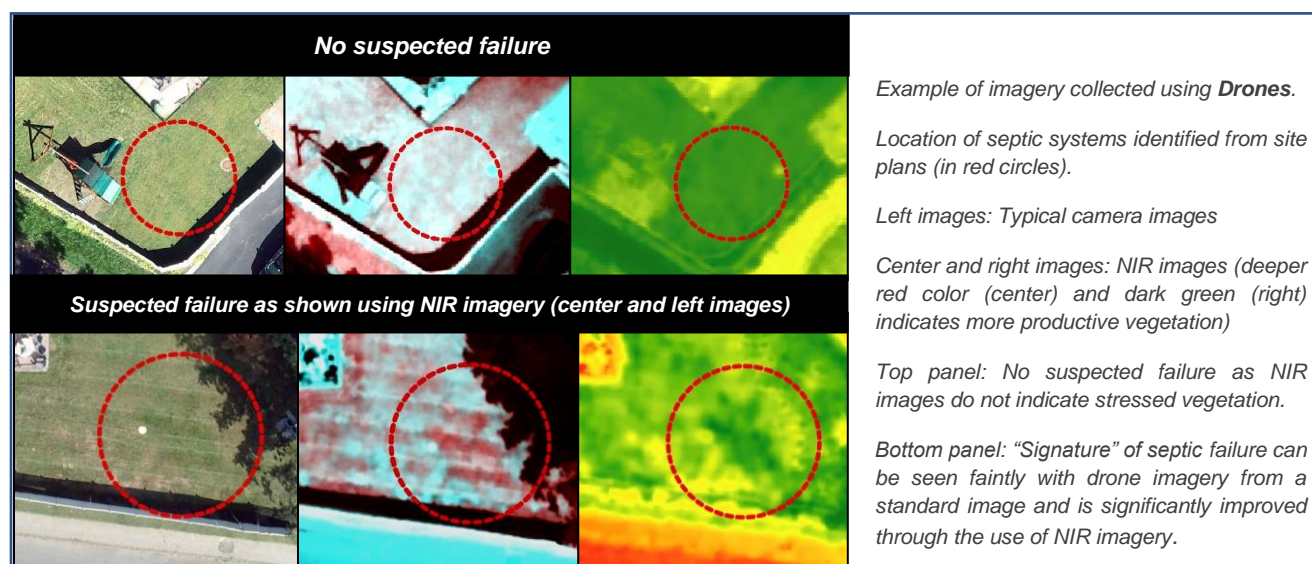 No suspected failure
Suspected failure as shown using NIR imagery (center and left images)
Example of imagery collected using Drones.
Location of septic systems identified from site
plans (in red circles).
Left images: Typical camera images
Center and right images: NIR images (deeper
red color (center) and dark green (right)
indicates more productive vegetation)
Top panel: No suspected failure as NIR
images do not indicate stressed vegetation.
Bottom panel: “Signature” of septic failure can
be seen faintly with drone imagery from a
standard image and is significantly improved
through the use of NIR imagery.